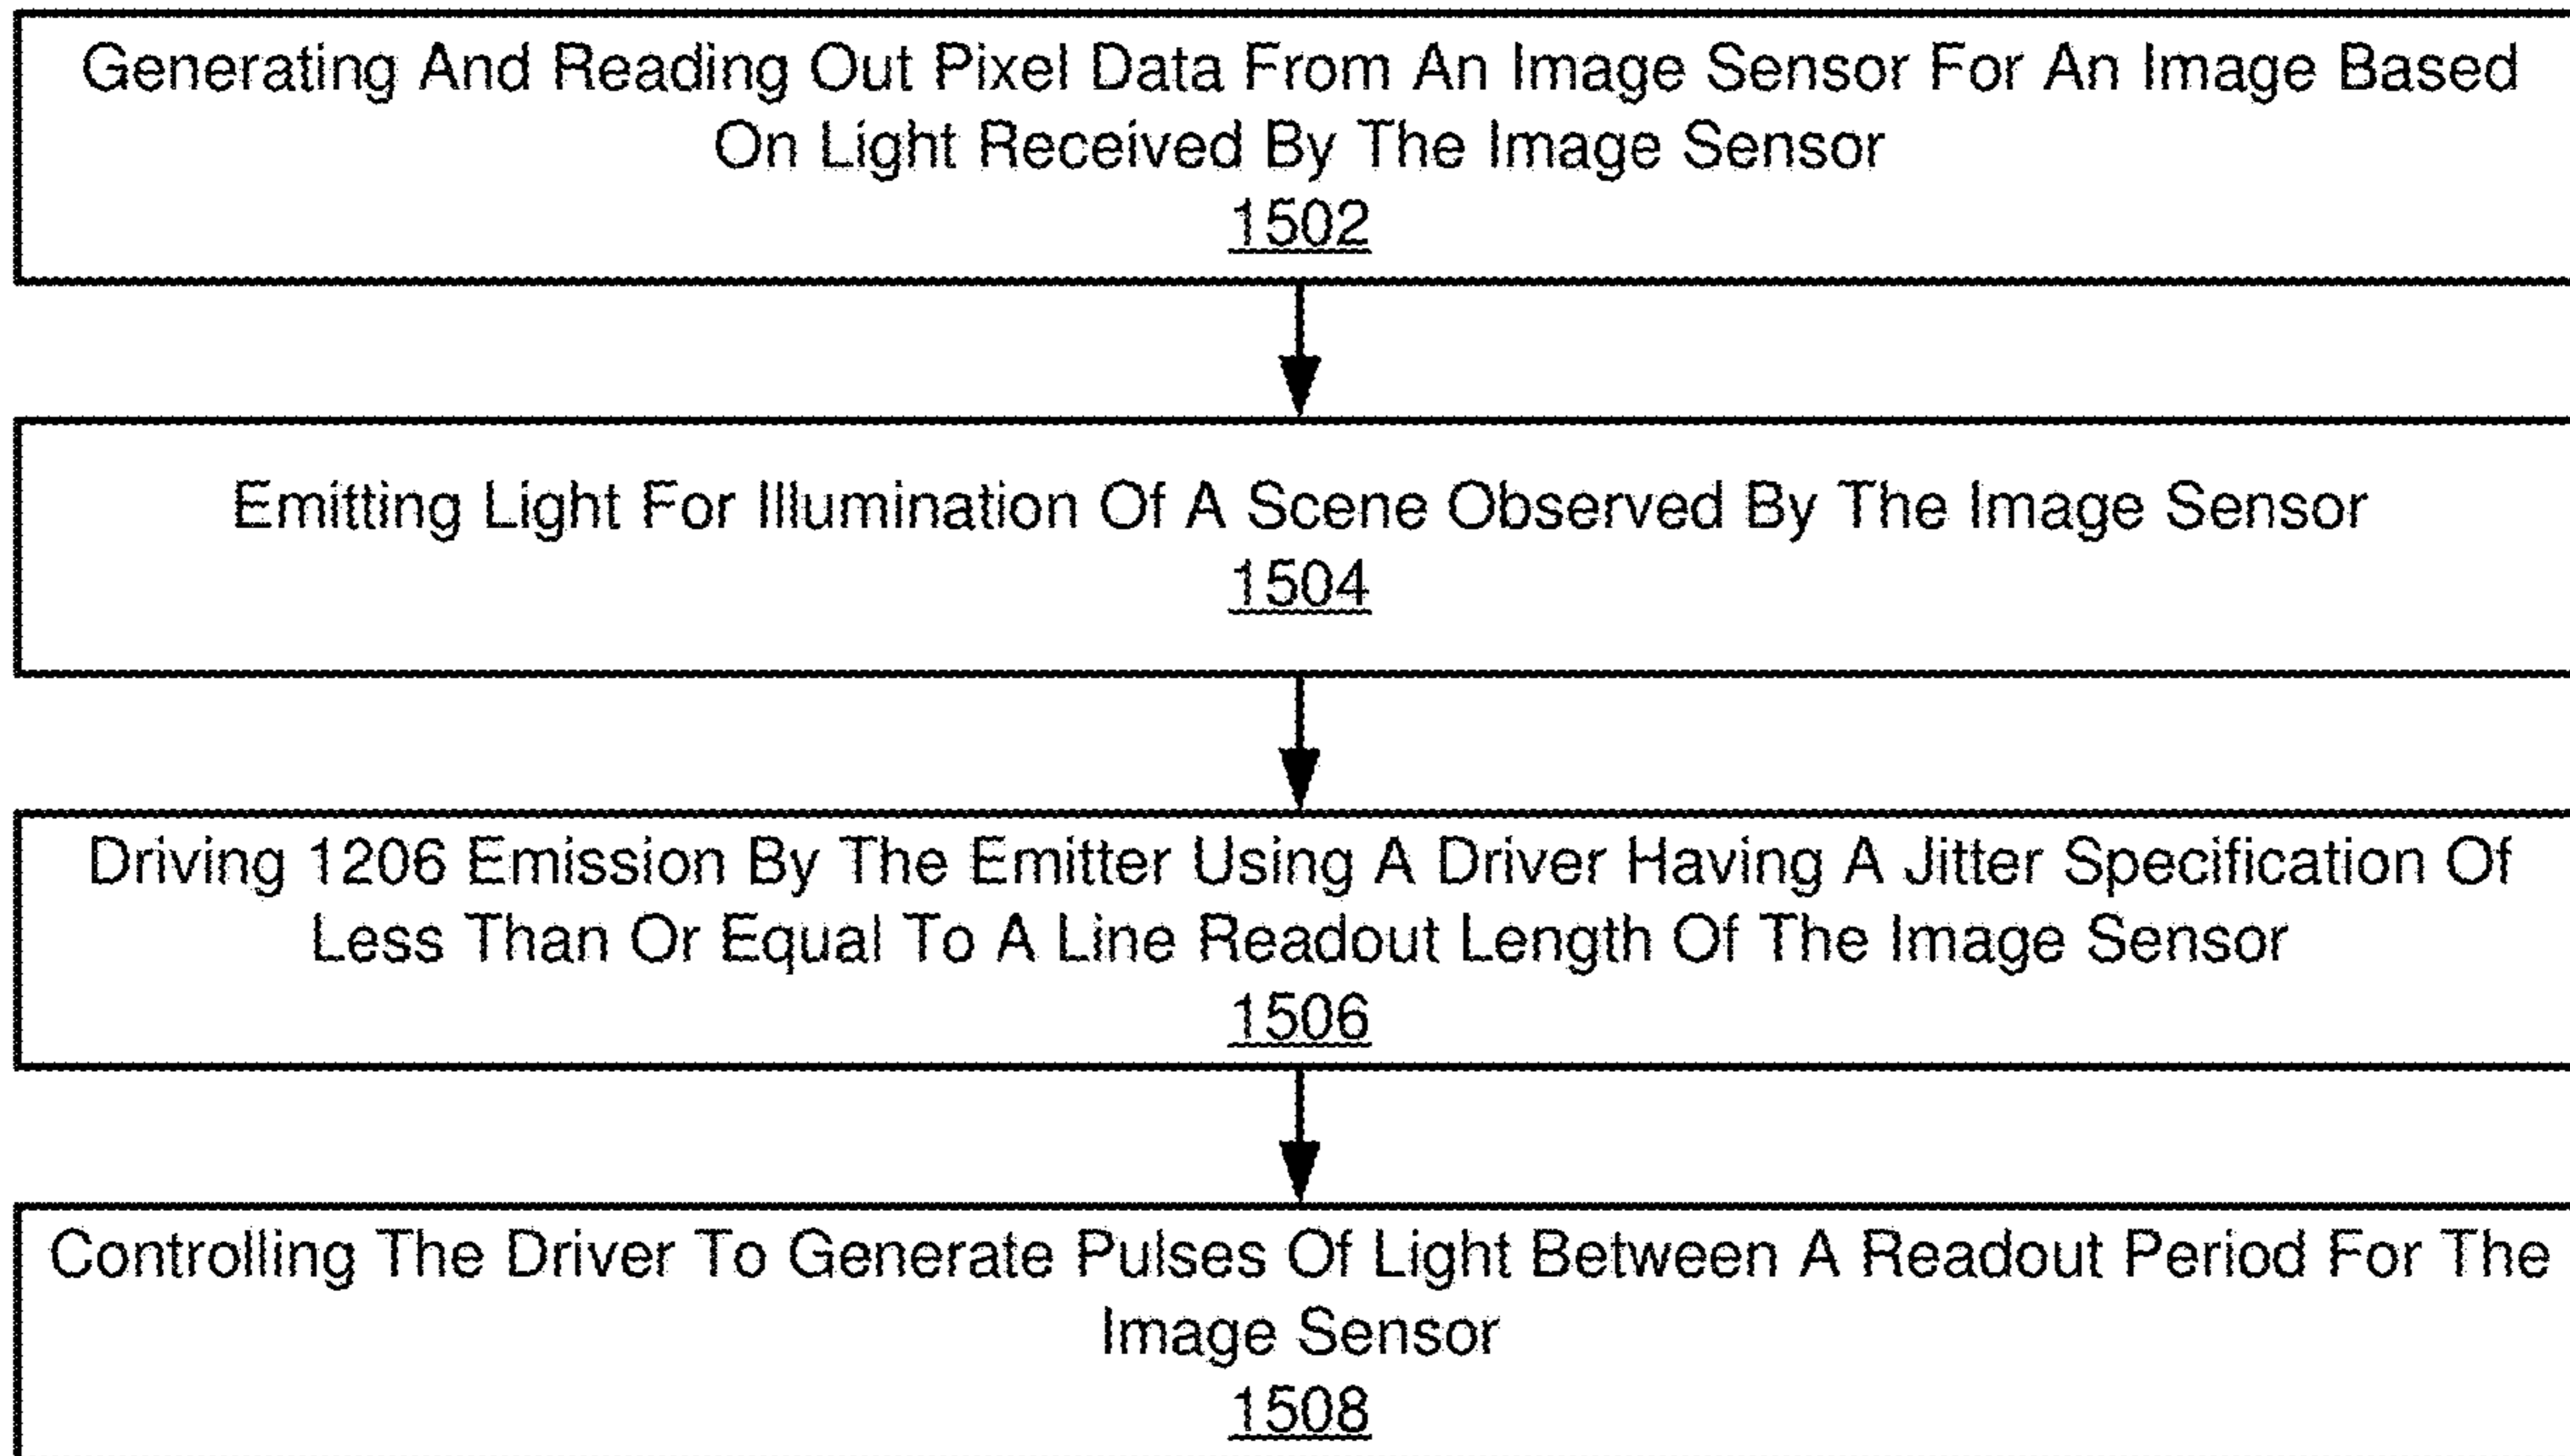 Generating And Reading Out Pixel Data From An Image Sensor For An Image Based
On Light Received By The Image Sensor
1502
Emitting Light For Illumination Of A Scene Observed By The Image Sensor
1504
Driving 1206 Emission By The Emitter Using A Driver Having A Jitter Specification Of
Less Than Or Equal To A Line Readout Length Of The Image Sensor
1506
Controlling The Driver To Generate Pulses Of Light Between A Readout Period For The
Image Sensor
1508